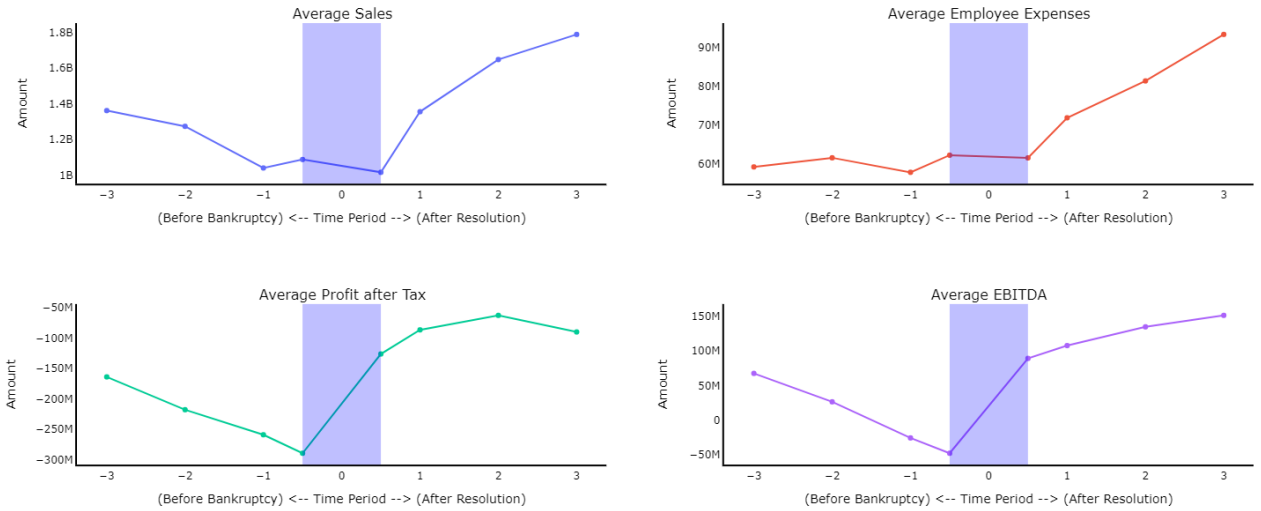 Average Sales
1.8B
1.6B
1.4B
1.2B
1B
Amount
−3 −2 −1 0 1 2 3
(Before Bankruptcy) <-- Time Period --> (After Resolution)
Average Employee Expenses
90M
80M
70M
60M
Amount
−3 −2 −1 0 1 2 3
(Before Bankruptcy) <-- Time Period --> (After Resolution)
Average Profit after Tax
−50M
−100M
−150M
−200M
−250M
−300M
Amount
−3 −2 −1 0 1 2 3
(Before Bankruptcy) <-- Time Period --> (After Resolution)
Average EBITDA
150M
100M
50M
0
−50M
Amount
−3 −2 −1 0 1 2 3
(Before Bankruptcy) <-- Time Period --> (After Resolution)